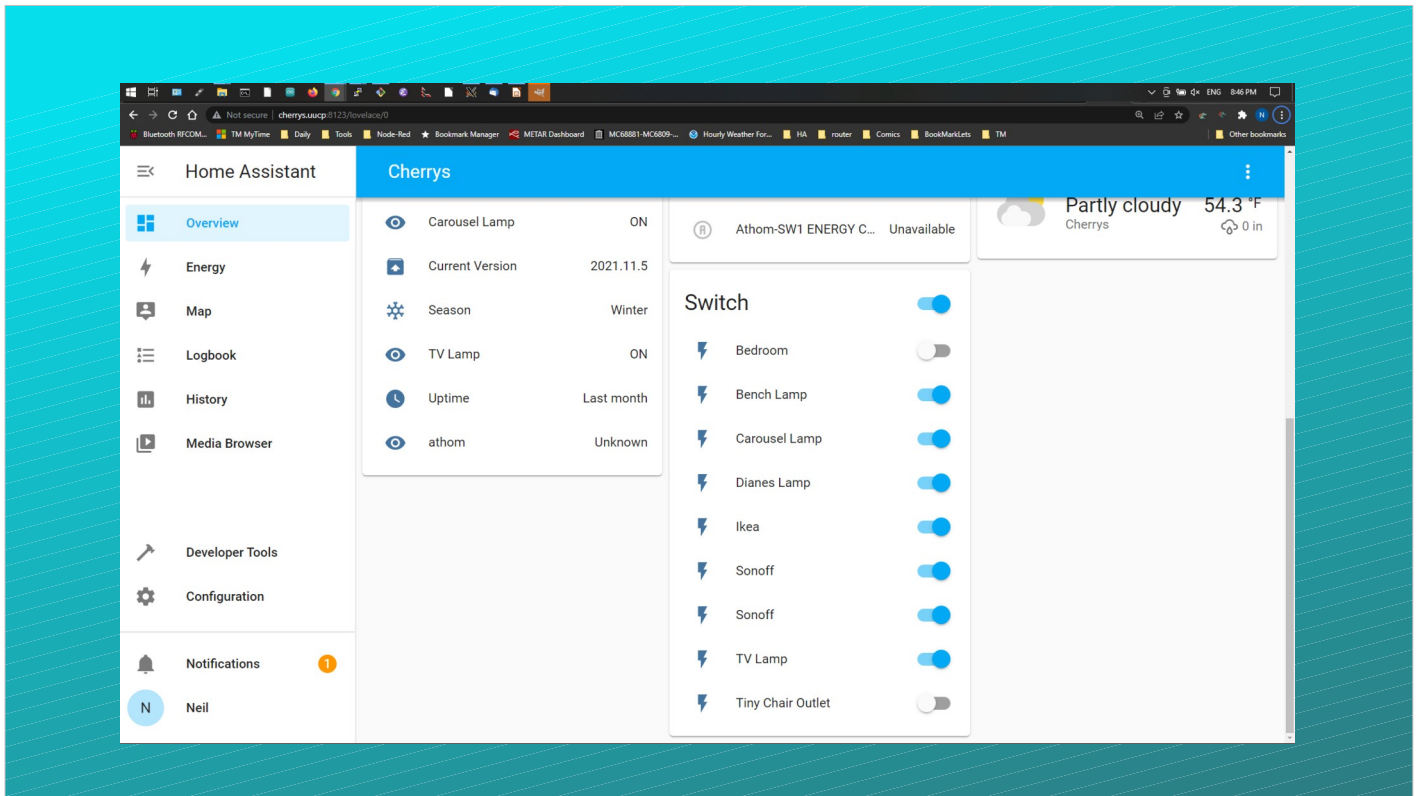 ENG 8:46 PM
Not secure | cherrys.uucp:8123/lovelace/0
N
Bluetooth RFCOM... TM MyTime Daily Tools Node-Red Bookmark Manager METAR Dashboard MC68881-MC6809-... Hourly Weather For... HA router Comics BookMarkLets TM Other bookmarks
Home Assistant
Cherrys
Overview
Energy
Map
Logbook
History
Media Browser
Developer Tools
Configuration
Notifications 1
N Neil
Carousel Lamp ON
Current Version 2021.11.5
Season Winter
TV Lamp ON
Uptime Last month
athom Unknown
Athom-SW1 ENERGY C... Unavailable
Switch
Bedroom
Bench Lamp
Carousel Lamp
Dianes Lamp
Ikea
Sonoff
Sonoff
TV Lamp
Tiny Chair Outlet
Partly cloudy 54.3 °F
Cherrys 0 in